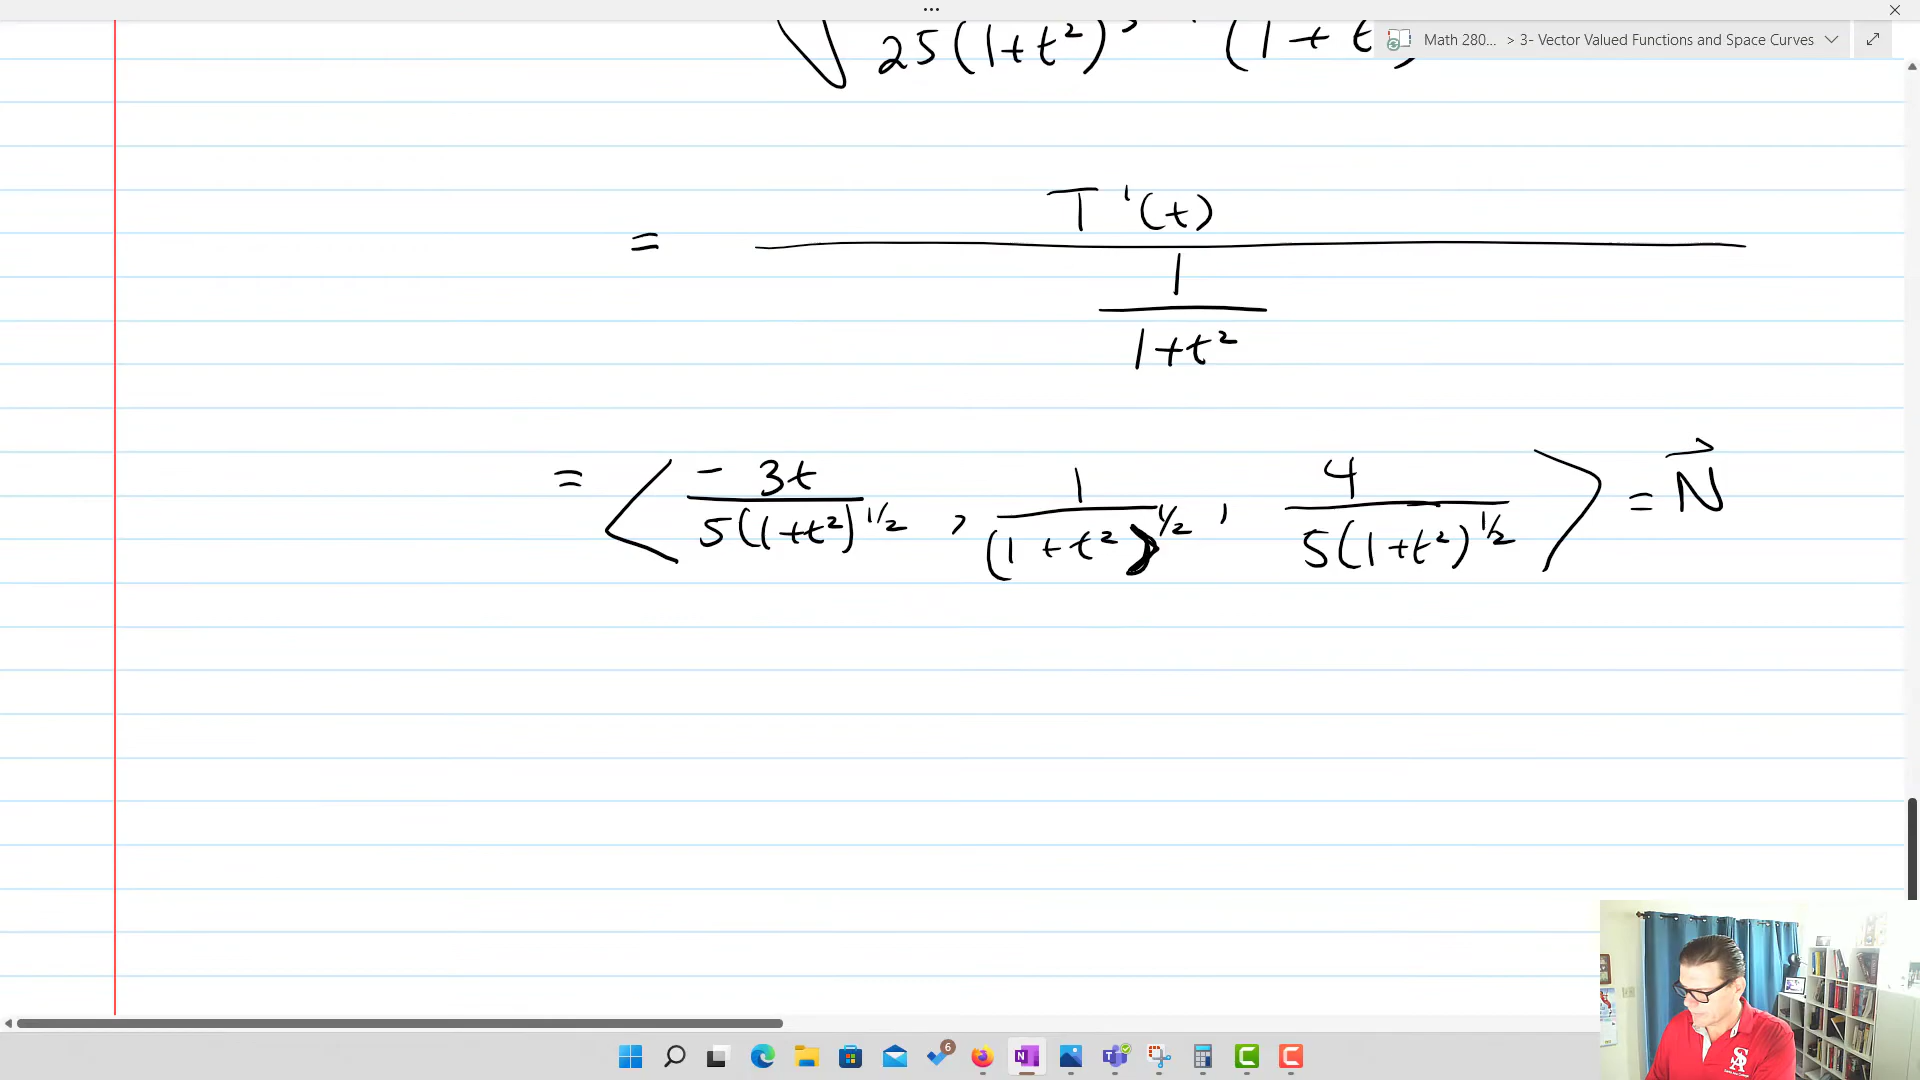 ...
Math 280... > 3- Vector Valued Functions and Space Curves
25(1+t²)³ (1+t
T'(t)
=
1
1+t²
= < -3t / 5(1+t²)^1/2 , 1 / (1+t²)^1/2 , 4 / 5(1+t²)^1/2 > = N⃗
6